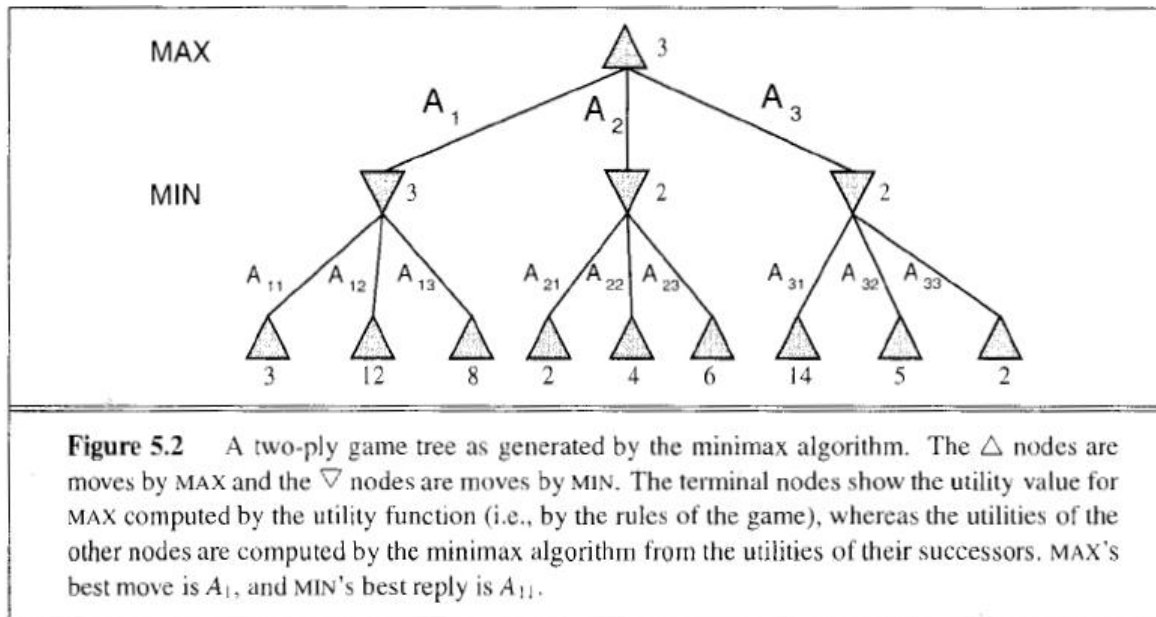 MAX
3
A1 A2 A3
MIN
3 2 2
A11 A12 A13 A21 A22 A23 A31 A32 A33
3 12 8 2 4 6 14 5 2
Figure 5.2 A two-ply game tree as generated by the minimax algorithm. The △ nodes are
moves by MAX and the ▽ nodes are moves by MIN. The terminal nodes show the utility value for
MAX computed by the utility function (i.e., by the rules of the game), whereas the utilities of the
other nodes are computed by the minimax algorithm from the utilities of their successors. MAX's
best move is A1, and MIN's best reply is A11.